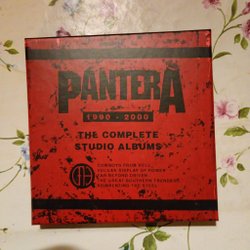 PANTERA
1990 - 2000
THE COMPLETE
STUDIO ALBUMS
COWBOYS FROM HELL
VULGAR DISPLAY OF POWER
FAR BEYOND DRIVEN
THE GREAT SOUTHERN TRENDKILL
REINVENTING THE STEEL